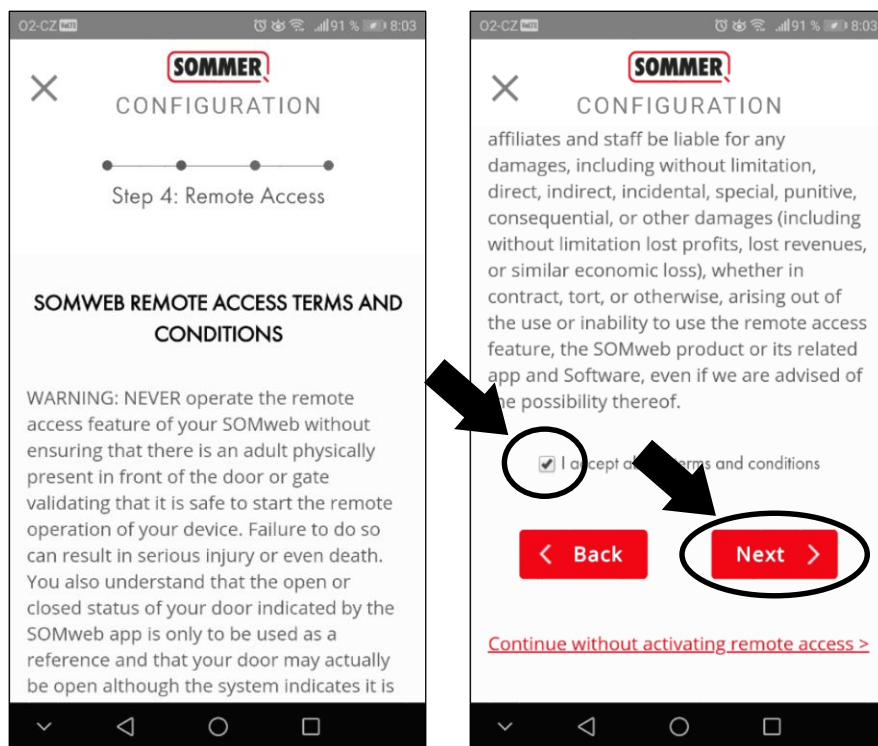 O2-CZ VoLTE 91 % 8:03
SOMMER
CONFIGURATION
Step 4: Remote Access
SOMWEB REMOTE ACCESS TERMS AND
CONDITIONS
WARNING: NEVER operate the remote
access feature of your SOMweb without
ensuring that there is an adult physically
present in front of the door or gate
validating that it is safe to start the remote
operation of your device. Failure to do so
can result in serious injury or even death.
You also understand that the open or
closed status of your door indicated by the
SOMweb app is only to be used as a
reference and that your door may actually
be open although the system indicates it is
O2-CZ VoLTE 91 % 8:03
SOMMER
CONFIGURATION
affiliates and staff be liable for any
damages, including without limitation,
direct, indirect, incidental, special, punitive,
consequential, or other damages (including
without limitation lost profits, lost revenues,
or similar economic loss), whether in
contract, tort, or otherwise, arising out of
the use or inability to use the remote access
feature, the SOMweb product or its related
app and Software, even if we are advised of
possibility thereof.
I accept terms and conditions
Back
Next
Continue without activating remote access >